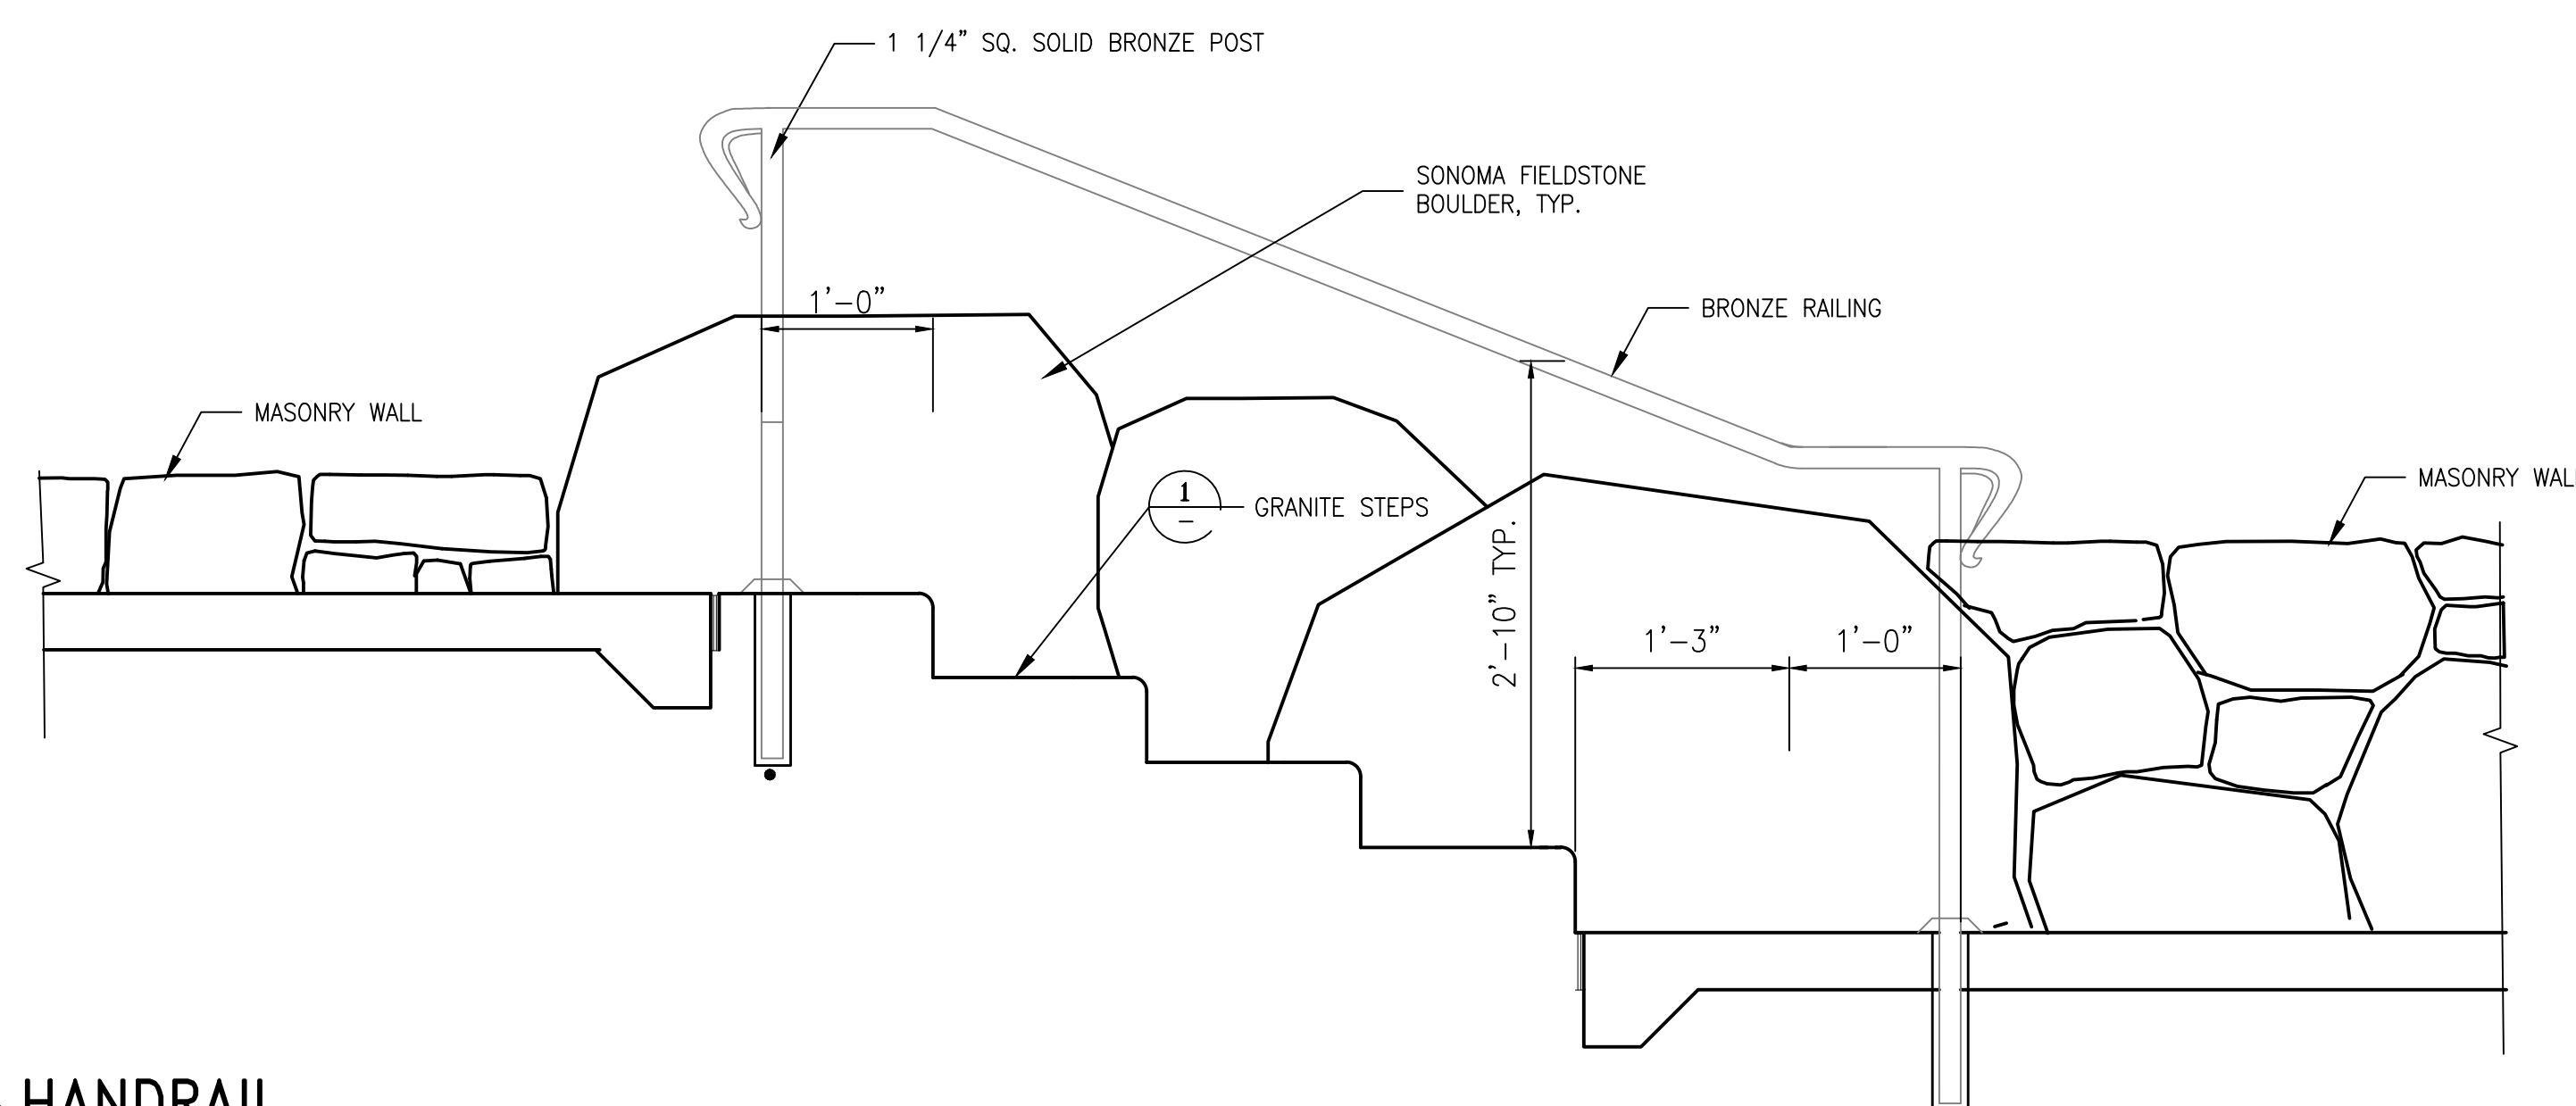 1 1/4" SQ. SOLID BRONZE POST
SONOMA FIELDSTONE
BOULDER, TYP.
1'-0"
BRONZE RAILING
MASONRY WALL
MASONRY WAL
1
-
GRANITE STEPS
2'-10" TYP.
1'-3"
1'-0"
HANDRAIL